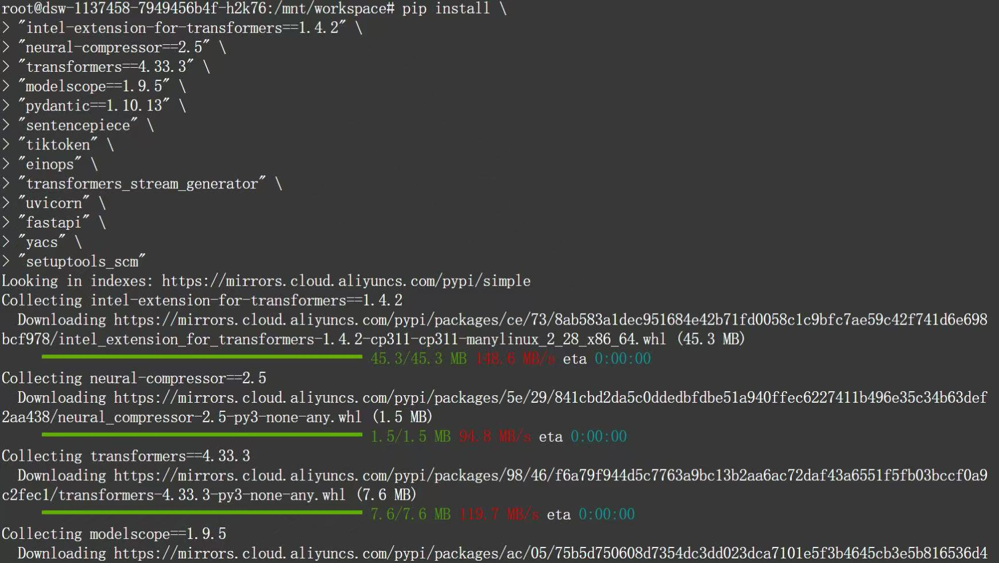 root@dsw-1137458-7949456b4f-h2k76:/mnt/workspace# pip install \
> "intel-extension-for-transformers==1.4.2" \
> "neural-compressor==2.5" \
> "transformers==4.33.3" \
> "modelscope==1.9.5" \
> "pydantic==1.10.13" \
> "sentencepiece" \
> "tiktoken" \
> "einops" \
> "transformers_stream_generator" \
> "uvicorn" \
> "fastapi" \
> "yacs" \
> "setuptools_scm"
Looking in indexes: https://mirrors.cloud.aliyuncs.com/pypi/simple
Collecting intel-extension-for-transformers==1.4.2
Downloading https://mirrors.cloud.aliyuncs.com/pypi/packages/ce/73/8ab583a1dec951684e42b71fd0058c1c9bfc7ae59c42f741d6e698
bcf978/intel_extension_for_transformers-1.4.2-cp311-cp311-manylinux_2_28_x86_64.whl (45.3 MB)
45.3/45.3 MB 148.6 MB/s eta 0:00:00
Collecting neural-compressor==2.5
Downloading https://mirrors.cloud.aliyuncs.com/pypi/packages/5e/29/841cbd2da5c0ddedbfdbe51a940ffec6227411b496e35c34b63def
2aa438/neural_compressor-2.5-py3-none-any.whl (1.5 MB)
1.5/1.5 MB 94.8 MB/s eta 0:00:00
Collecting transformers==4.33.3
Downloading https://mirrors.cloud.aliyuncs.com/pypi/packages/98/46/f6a79f944d5c7763a9bc13b2aa6ac72daf43a6551f5fb03bccf0a9
c2fec1/transformers-4.33.3-py3-none-any.whl (7.6 MB)
7.6/7.6 MB 119.7 MB/s eta 0:00:00
Collecting modelscope==1.9.5
Downloading https://mirrors.cloud.aliyuncs.com/pypi/packages/ac/05/75b5d750608d7354dc3dd023dca7101e5f3b4645cb3e5b816536d4